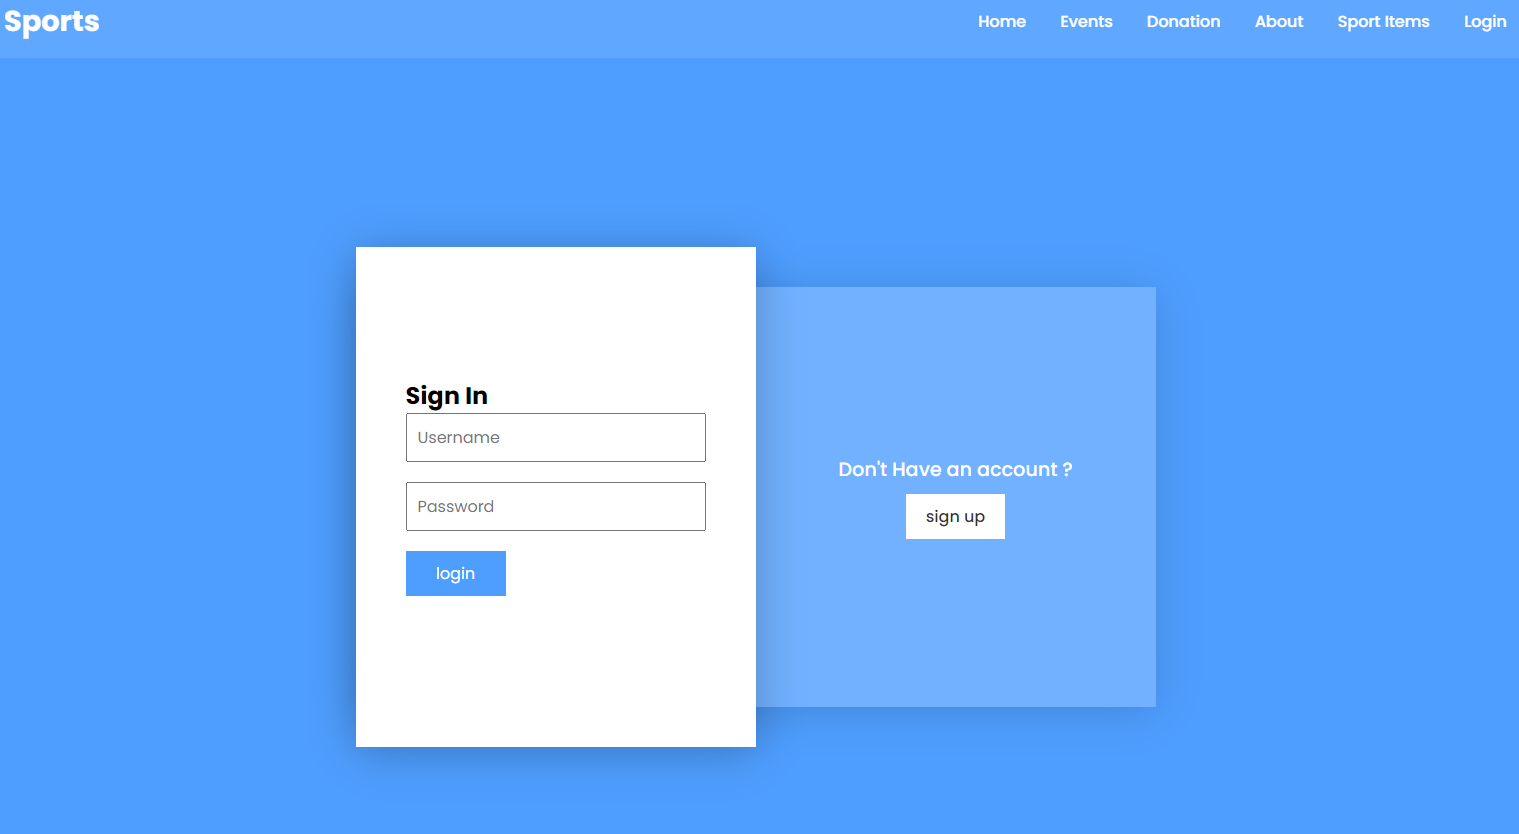 Sports
Home Events Donation About Sport Items Login
Sign In
Username
Password
login
Don't Have an account ?
sign up